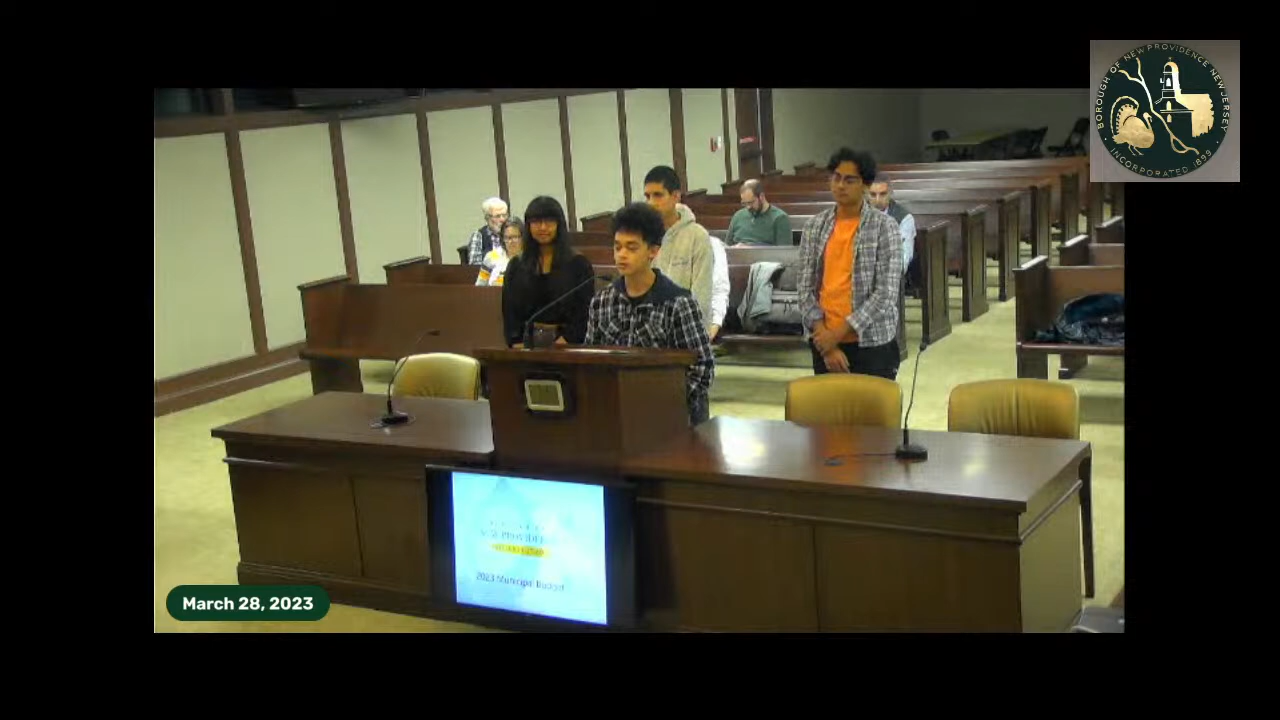 BOROUGH OF NEW PROVIDENCE NEW JERSEY
INCORPORATED 1899
2023 Municipal Budget
March 28, 2023